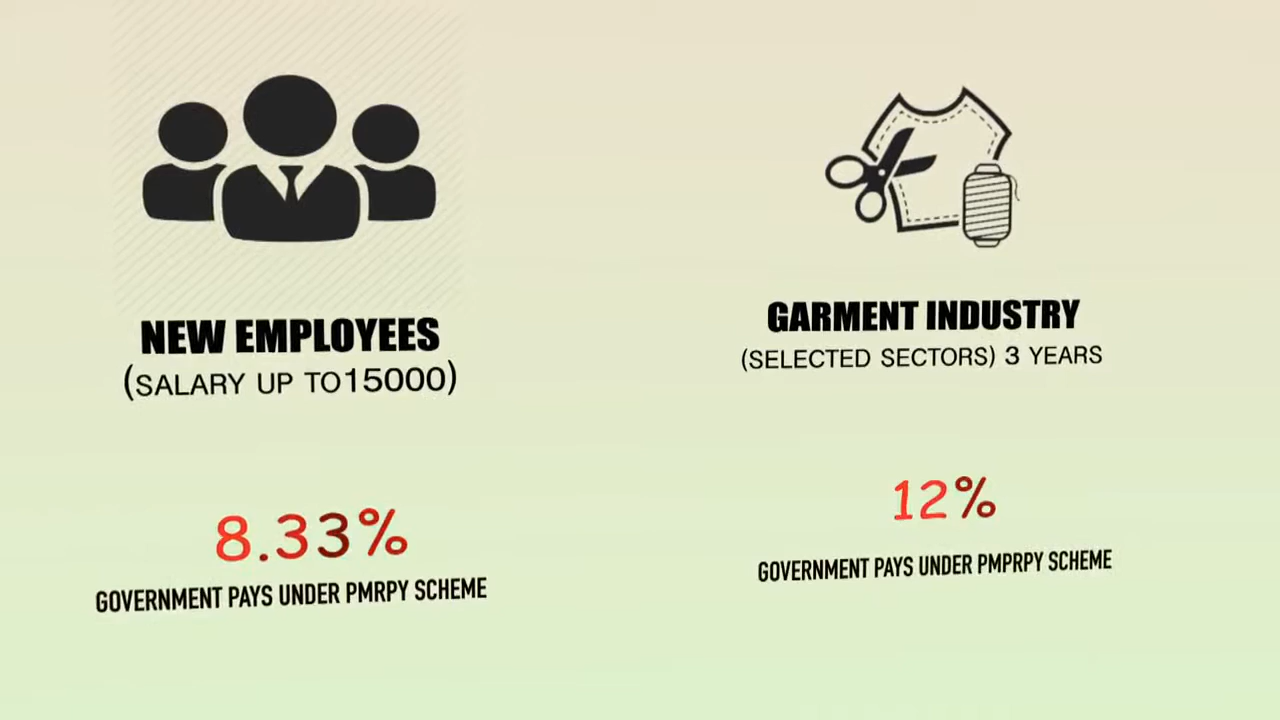 NEW EMPLOYEES
(SALARY UP TO15000)
8.33%
GOVERNMENT PAYS UNDER PMRPY SCHEME
GARMENT INDUSTRY
(SELECTED SECTORS) 3 YEARS
12%
GOVERNMENT PAYS UNDER PMPRPY SCHEME